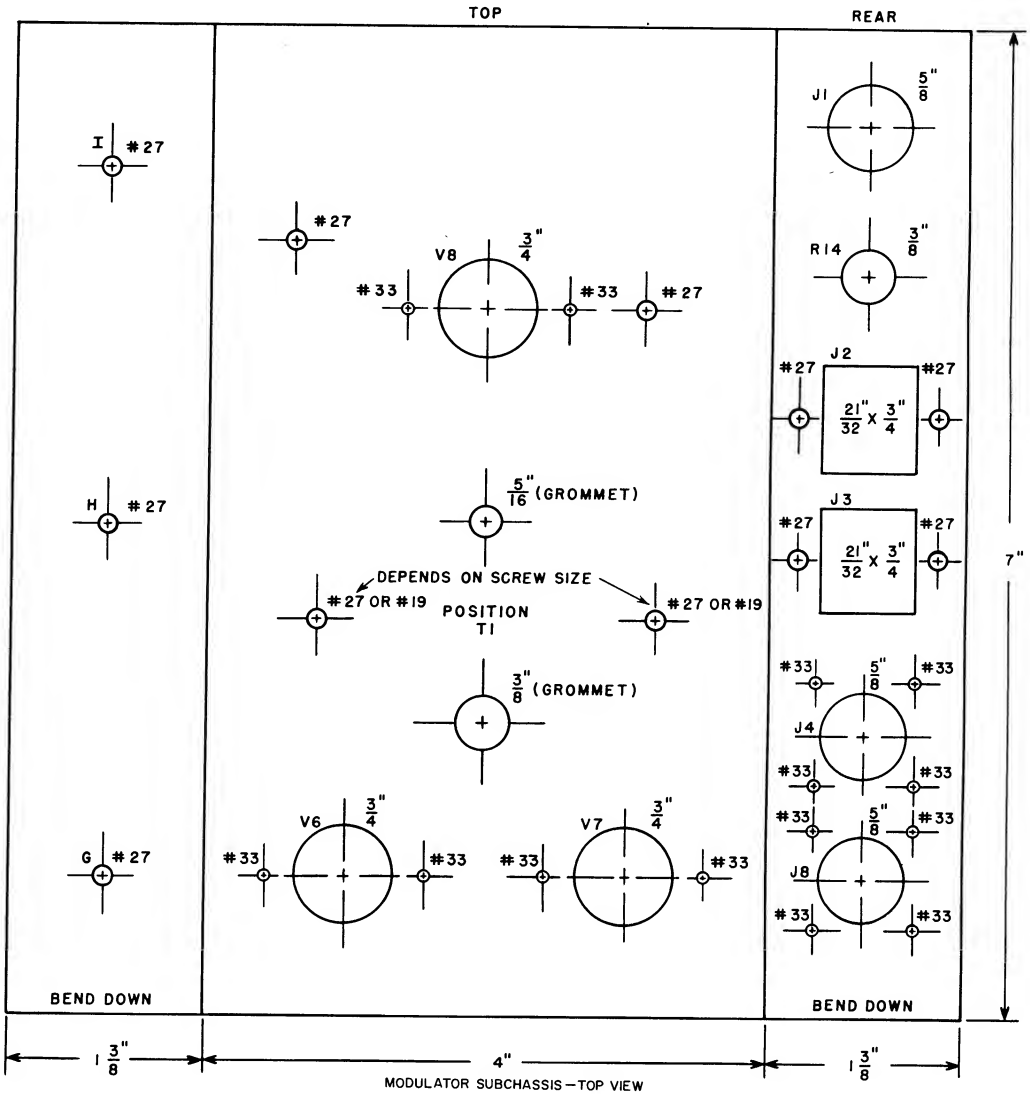 TOP
REAR
J1
5/8"
I
#27
#27
V8
3/4"
R14
3/8"
#33
#33
#27
J2
#27
#27
21/32" X 3/4"
5/16" (GROMMET)
J3
H
#27
#27
#27
21/32" X 3/4"
7"
DEPENDS ON SCREW SIZE
#27 OR #19
POSITION
T1
#27 OR #19
3/8" (GROMMET)
#33
5/8"
#33
J4
#33
#33
V6
3/4"
V7
3/4"
#33
5/8"
#33
G
#27
#33
#33
#33
#33
J8
#33
#33
BEND DOWN
BEND DOWN
1 3/8"
4"
1 3/8"
MODULATOR SUBCHASSIS—TOP VIEW